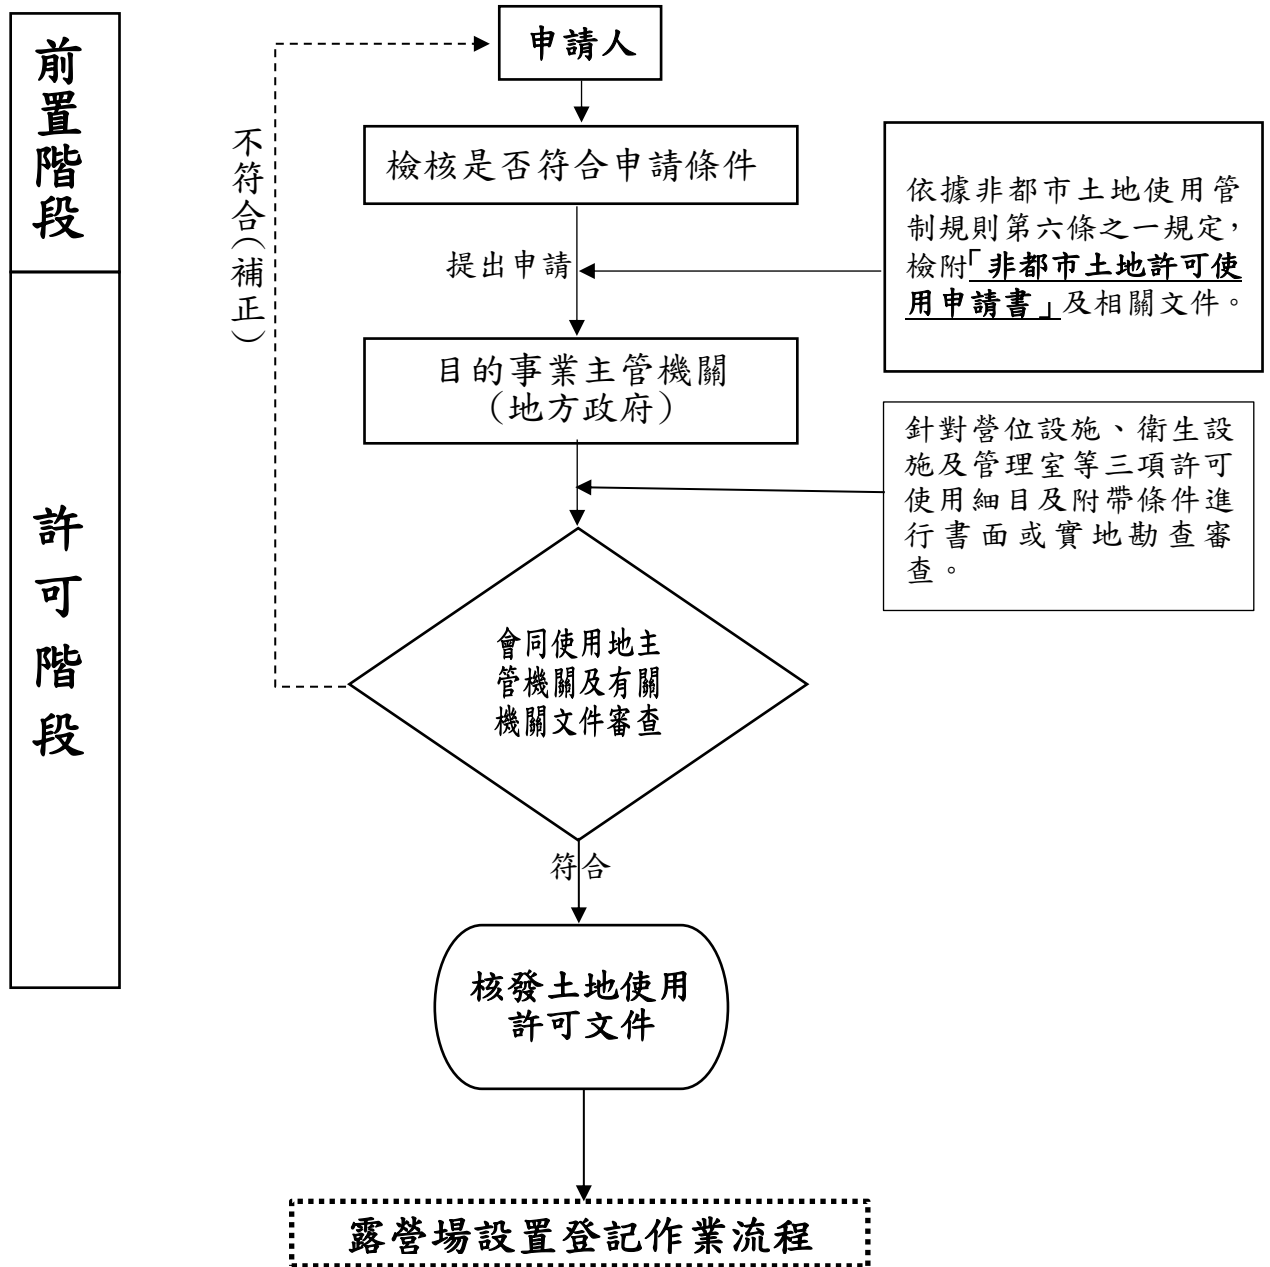 前置階段
許可階段
申請人
檢核是否符合申請條件
不符合（補正）
提出申請
依據非都市土地使用管
制規則第六條之一規定，
檢附「非都市土地許可使
用申請書」及相關文件。
目的事業主管機關
（地方政府）
針對營位設施、衛生設
施及管理室等三項許可
使用細目及附帶條件進
行書面或實地勘查審
查。
會同使用地主
管機關及有關
機關文件審查
符合
核發土地使用
許可文件
露營場設置登記作業流程